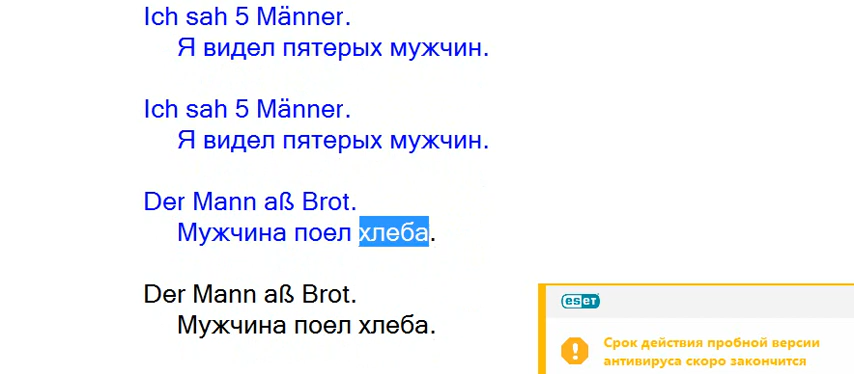 Ich sah 5 Männer.
Я видел пятерых мужчин.
Ich sah 5 Männer.
Я видел пятерых мужчин.
Der Mann aß Brot.
Мужчина поел хлеба.
Der Mann aß Brot.
Мужчина поел хлеба.
eset
Срок действия пробной версии
антивируса скоро закончится